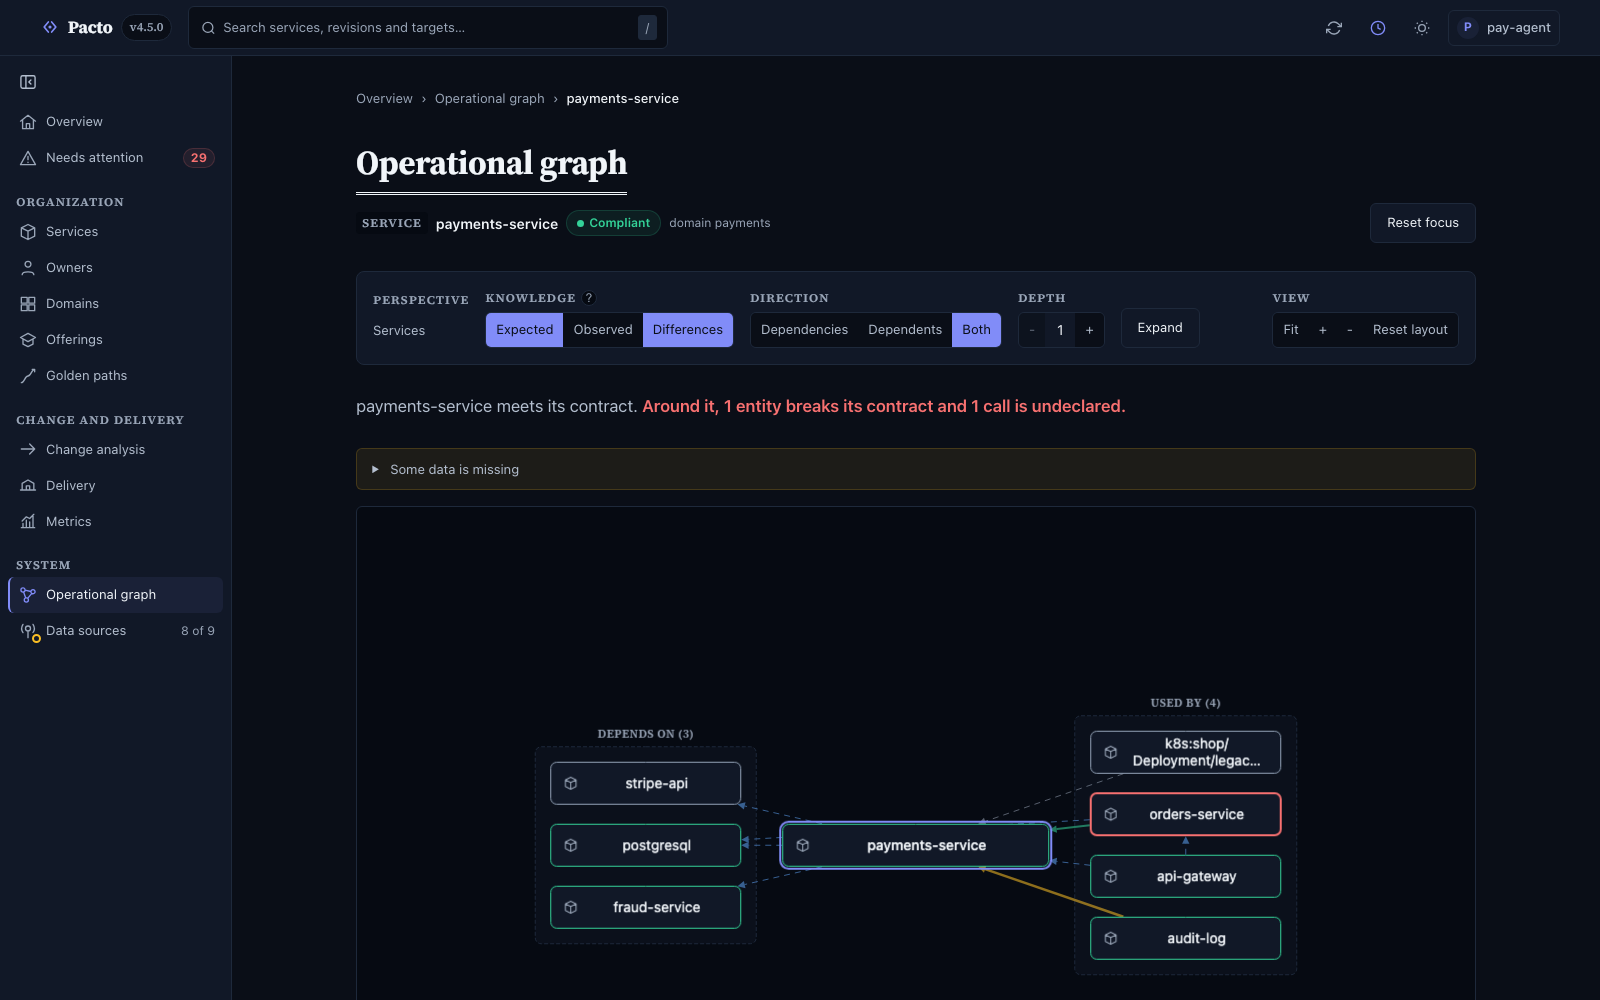 Pacto
v4.5.0
Search services, revisions and targets...
/
P
pay-agent
Overview
Needs attention
29
ORGANIZATION
Services
Owners
Domains
Offerings
Golden paths
CHANGE AND DELIVERY
Change analysis
Delivery
Metrics
SYSTEM
Operational graph
Data sources
8 of 9
Overview › Operational graph › payments-service
Operational graph
SERVICE payments-service Compliant domain payments
Reset focus
PERSPECTIVE
Services
KNOWLEDGE ?
Expected Observed Differences
DIRECTION
Dependencies Dependents Both
DEPTH
- 1 +
Expand
VIEW
Fit + - Reset layout
payments-service meets its contract. Around it, 1 entity breaks its contract and 1 call is undeclared.
Some data is missing
DEPENDS ON (3)
stripe-api
postgresql
fraud-service
payments-service
USED BY (4)
k8s:shop/
Deployment/legac...
orders-service
api-gateway
audit-log